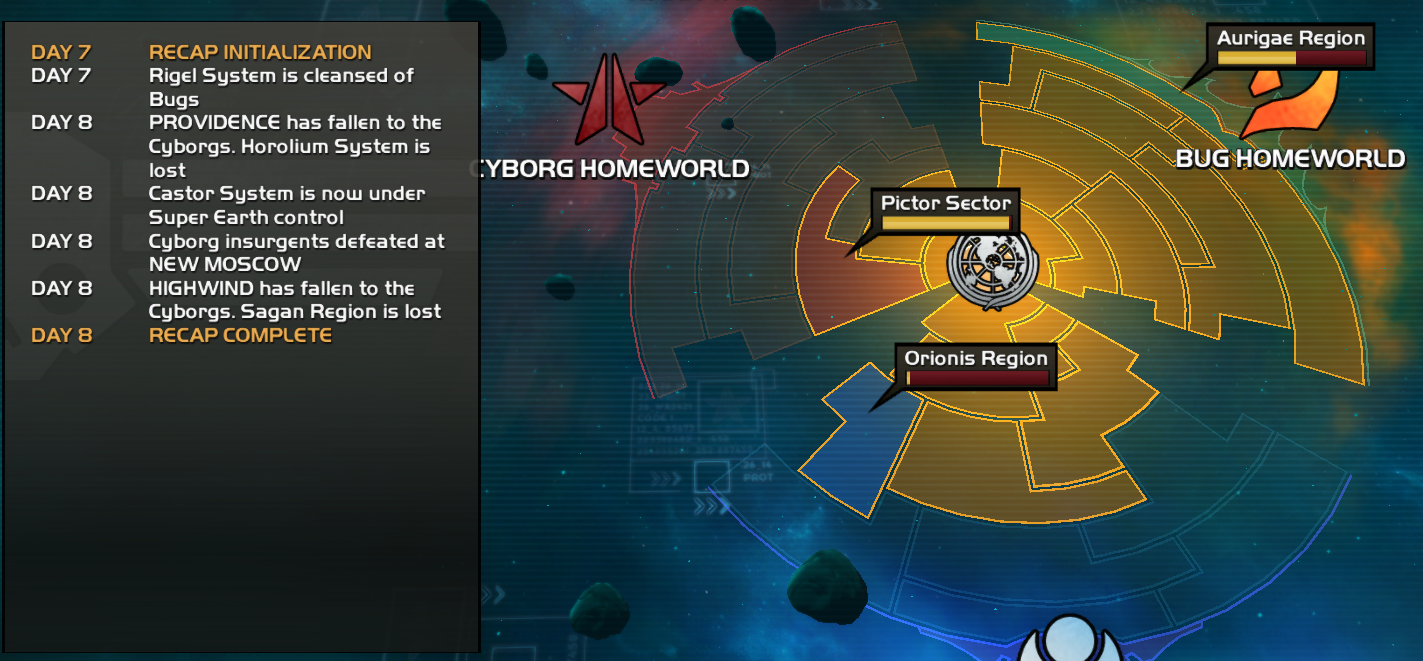 DAY 7 RECAP INITIALIZATION
DAY 7 Rigel System is cleansed of
Bugs
DAY 8 PROVIDENCE has fallen to the
Cyborgs. Horolium System is
lost
DAY 8 Castor System is now under
Super Earth control
DAY 8 Cyborg insurgents defeated at
NEW MOSCOW
DAY 8 HIGHWIND has fallen to the
Cyborgs. Sagan Region is lost
DAY 8 RECAP COMPLETE
CYBORG HOMEWORLD
Aurigae Region
BUG HOMEWORLD
Pictor Sector
Orionis Region
26_14
PROT